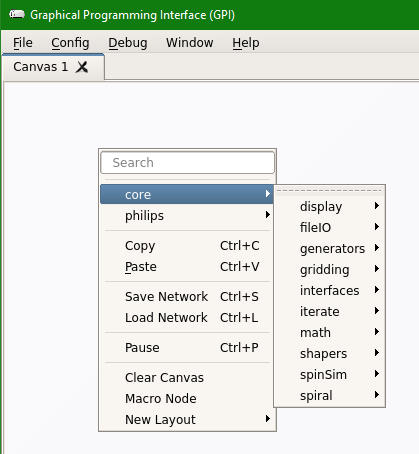 Graphical Programming Interface (GPI)
File Config Debug Window Help
Canvas 1
Search
core
philips
Copy Ctrl+C
Paste Ctrl+V
Save Network Ctrl+S
Load Network Ctrl+L
Pause Ctrl+P
Clear Canvas
Macro Node
New Layout
display
fileIO
generators
gridding
interfaces
iterate
math
shapers
spinSim
spiral